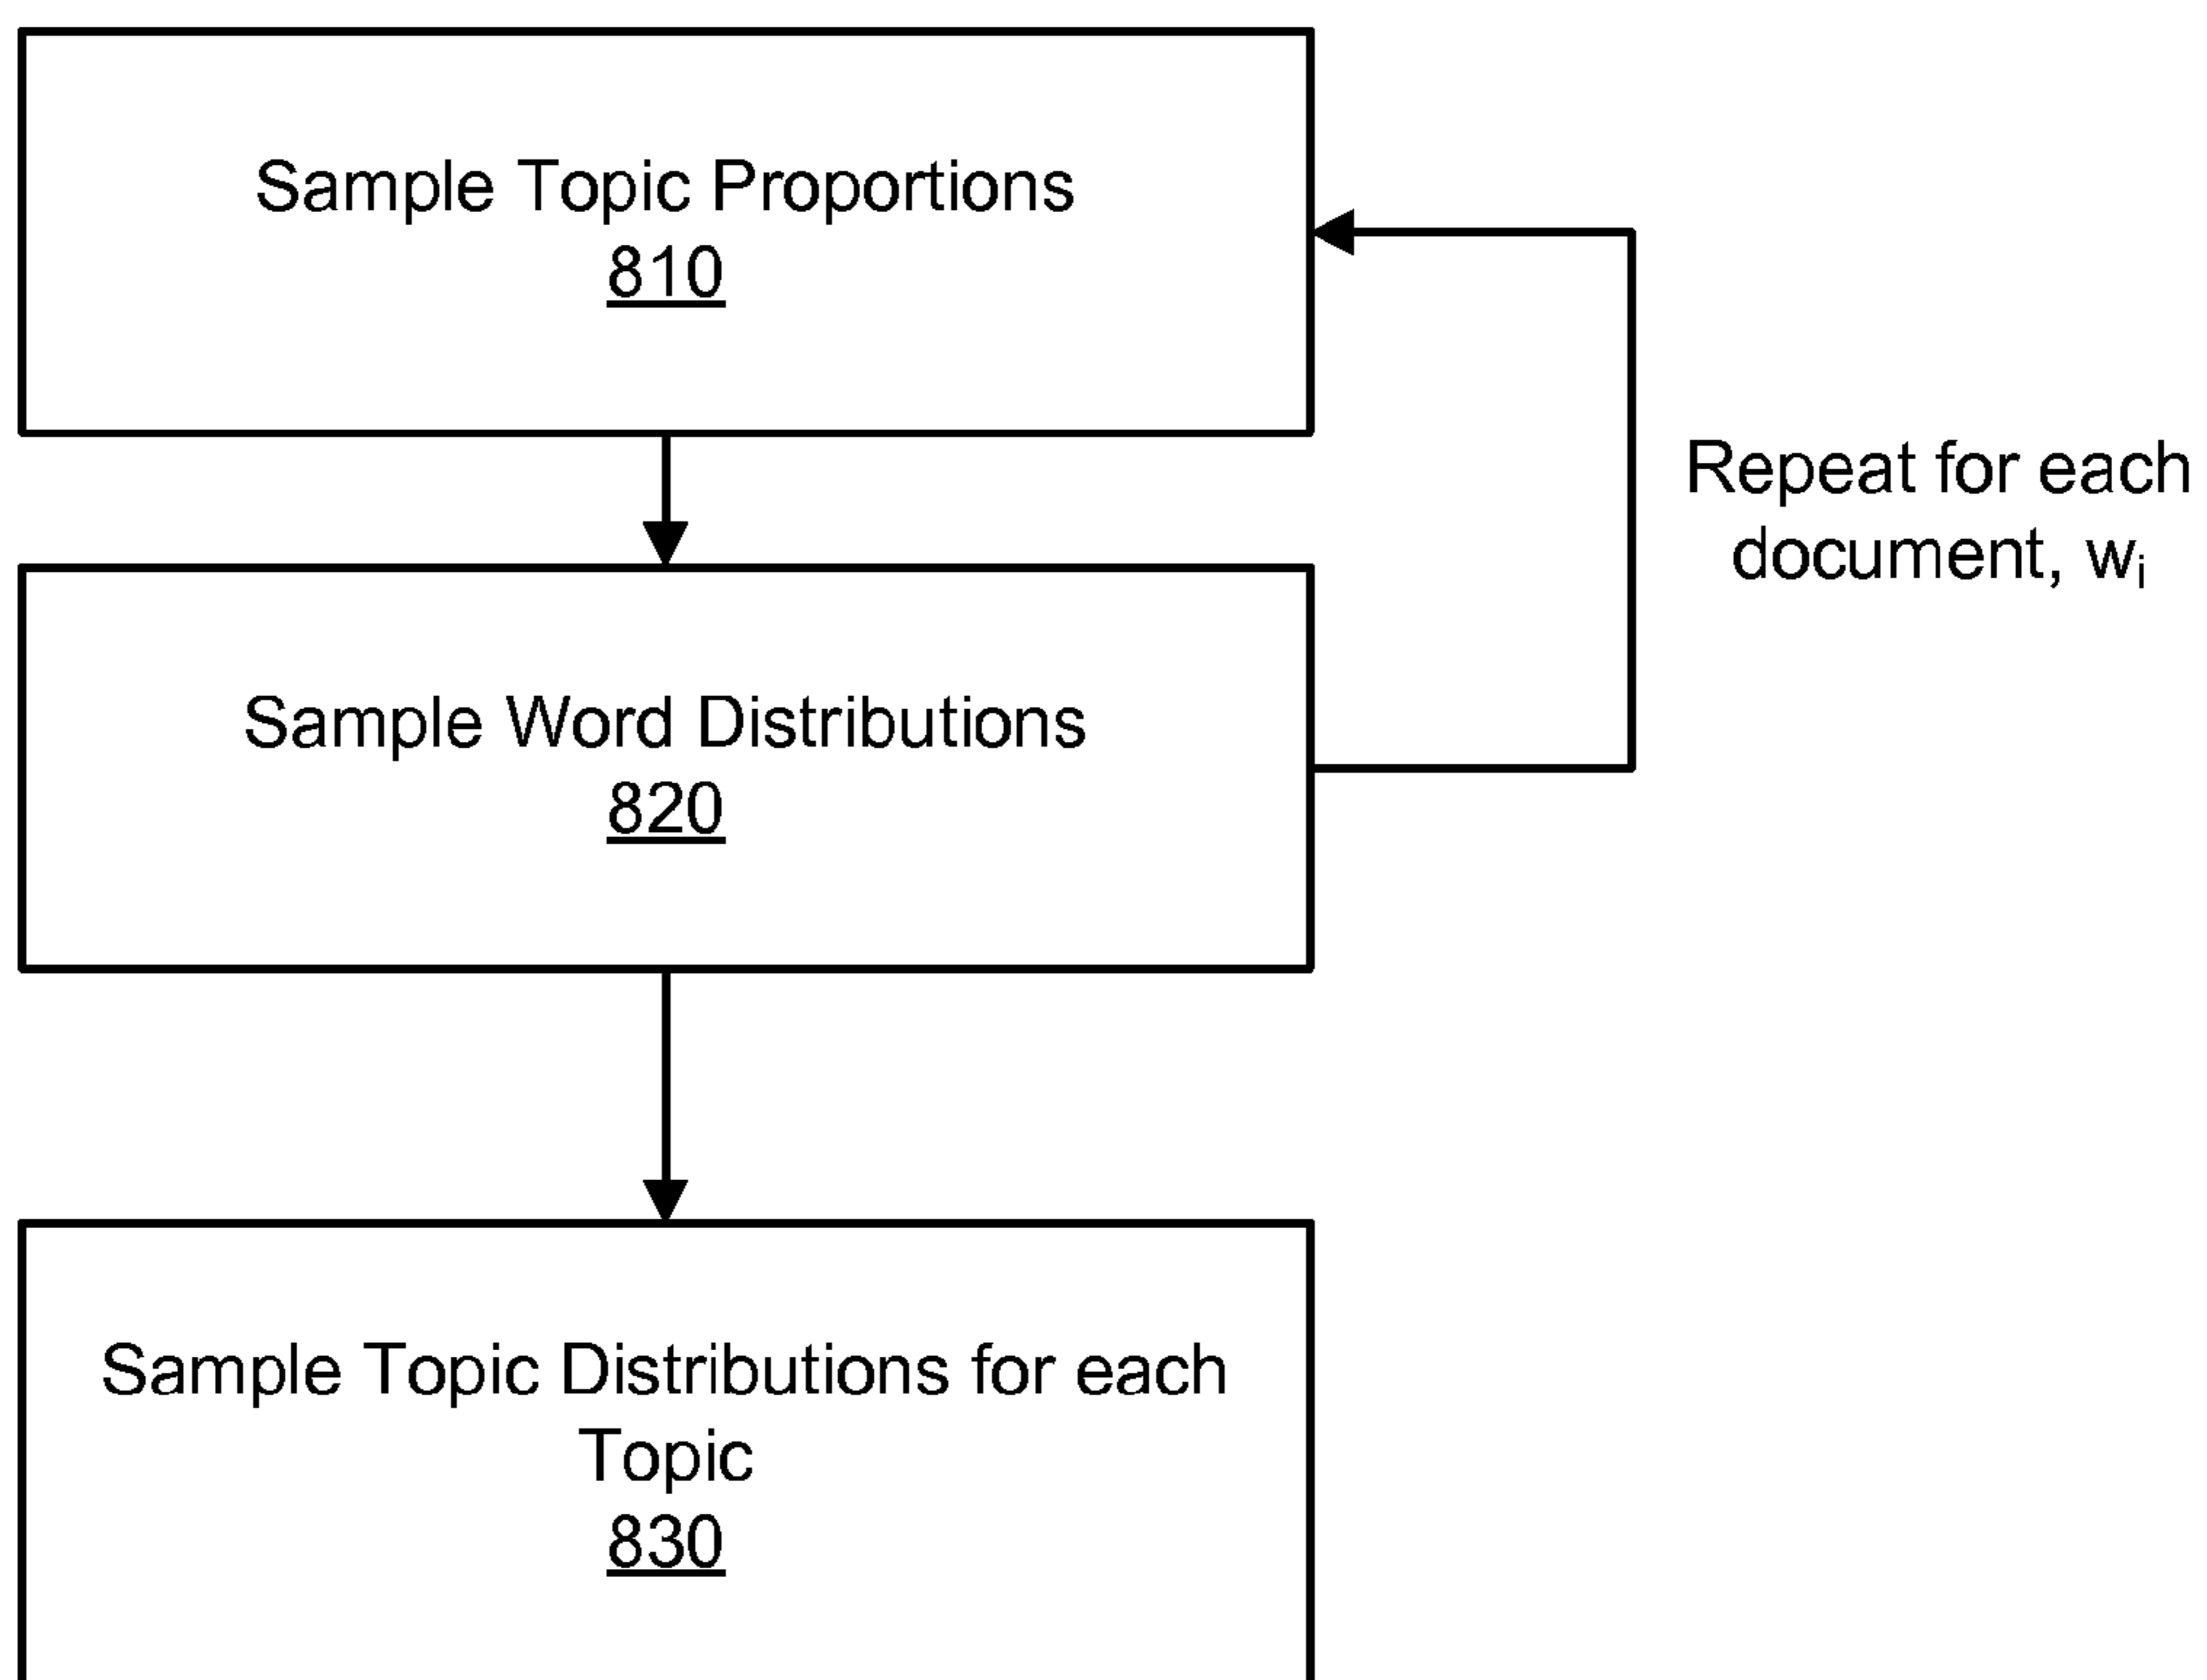 Sample Topic Proportions
810
Repeat for each
document, wᵢ
Sample Word Distributions
820
Sample Topic Distributions for each
Topic
830